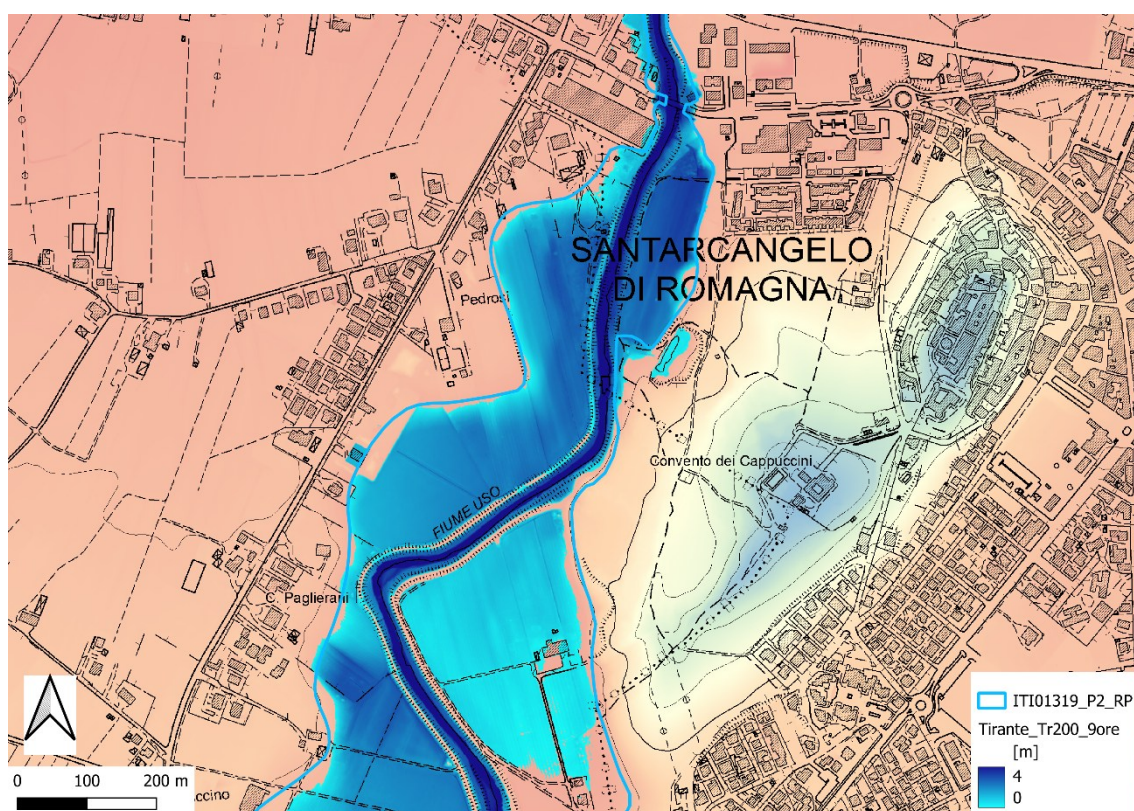 SANTARCANGELO
DI ROMAGNA
Pedrosi
Convento dei Cappuccini
FIUME USO
C. Paglierani
ITI01319_P2_RP
Tirante_Tr200_9ore
[m]
4
0
0 100 200 m
ccino